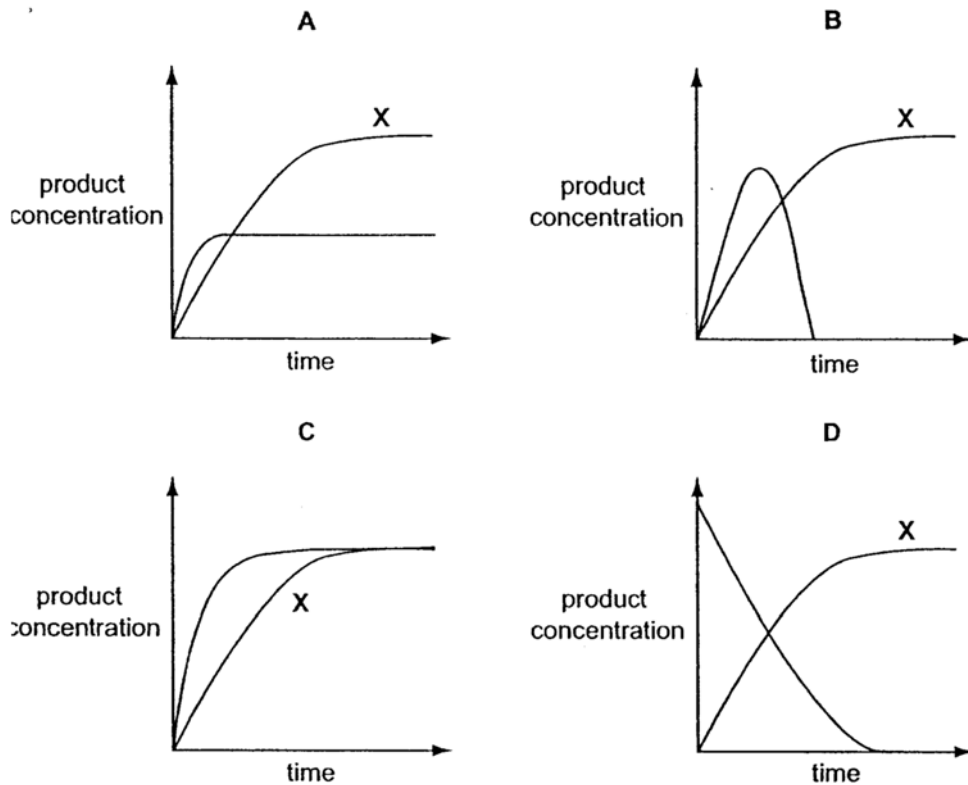 A
B
X
product
concentration
time
X
product
concentration
time
C
D
X
product
concentration
time
X
product
concentration
time